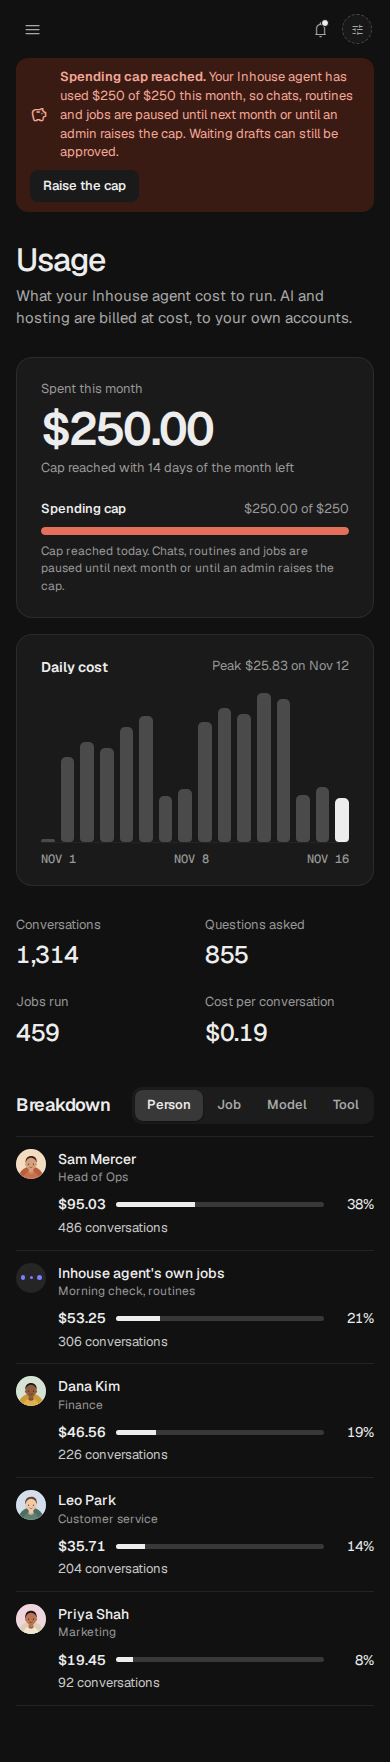 Spending cap reached. Your Inhouse agent has
used $250 of $250 this month, so chats, routines
and jobs are paused until next month or until an
admin raises the cap. Waiting drafts can still be
approved.
Raise the cap
Usage
What your Inhouse agent cost to run. AI and
hosting are billed at cost, to your own accounts.
Spent this month
$250.00
Cap reached with 14 days of the month left
Spending cap $250.00 of $250
Cap reached today. Chats, routines and jobs are
paused until next month or until an admin raises the
cap.
Daily cost Peak $25.83 on Nov 12
NOV 1 NOV 8 NOV 16
Conversations Questions asked
1,314 855
Jobs run Cost per conversation
459 $0.19
Breakdown Person Job Model Tool
Sam Mercer
Head of Ops
$95.03 38%
486 conversations
Inhouse agent's own jobs
Morning check, routines
$53.25 21%
306 conversations
Dana Kim
Finance
$46.56 19%
226 conversations
Leo Park
Customer service
$35.71 14%
204 conversations
Priya Shah
Marketing
$19.45 8%
92 conversations